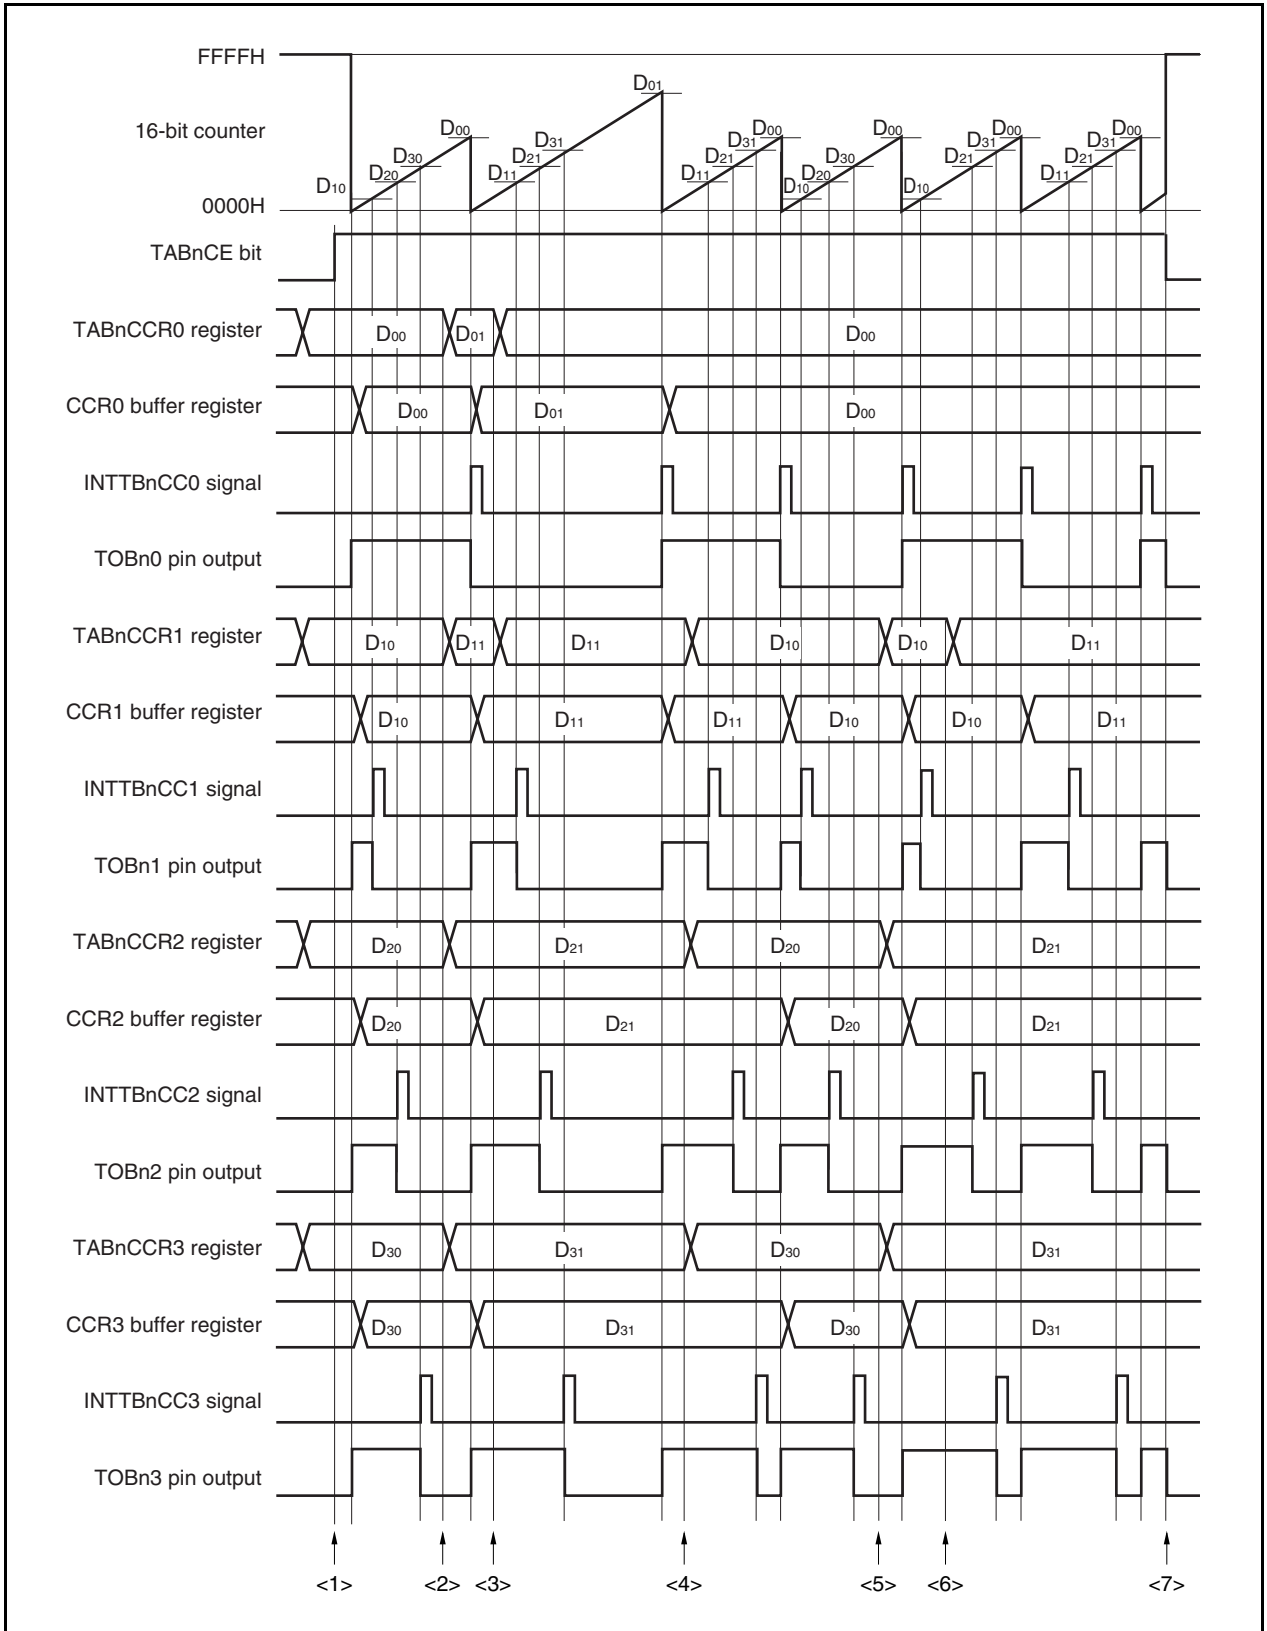 FFFFH
16-bit counter
0000H
D10 D20 D30 D00 D11 D21 D31 D01 D11 D21 D31 D00 D10 D20 D30 D00 D10 D21 D31 D00 D11 D21 D31 D00
TABnCE bit
TABnCCR0 register D00 D01 D00
CCR0 buffer register D00 D01 D00
INTTBnCC0 signal
TOBn0 pin output
TABnCCR1 register D10 D11 D11 D10 D10 D11
CCR1 buffer register D10 D11 D11 D10 D10 D11
INTTBnCC1 signal
TOBn1 pin output
TABnCCR2 register D20 D21 D20 D21
CCR2 buffer register D20 D21 D20 D21
INTTBnCC2 signal
TOBn2 pin output
TABnCCR3 register D30 D31 D30 D31
CCR3 buffer register D30 D31 D30 D31
INTTBnCC3 signal
TOBn3 pin output
<1> <2> <3> <4> <5> <6> <7>